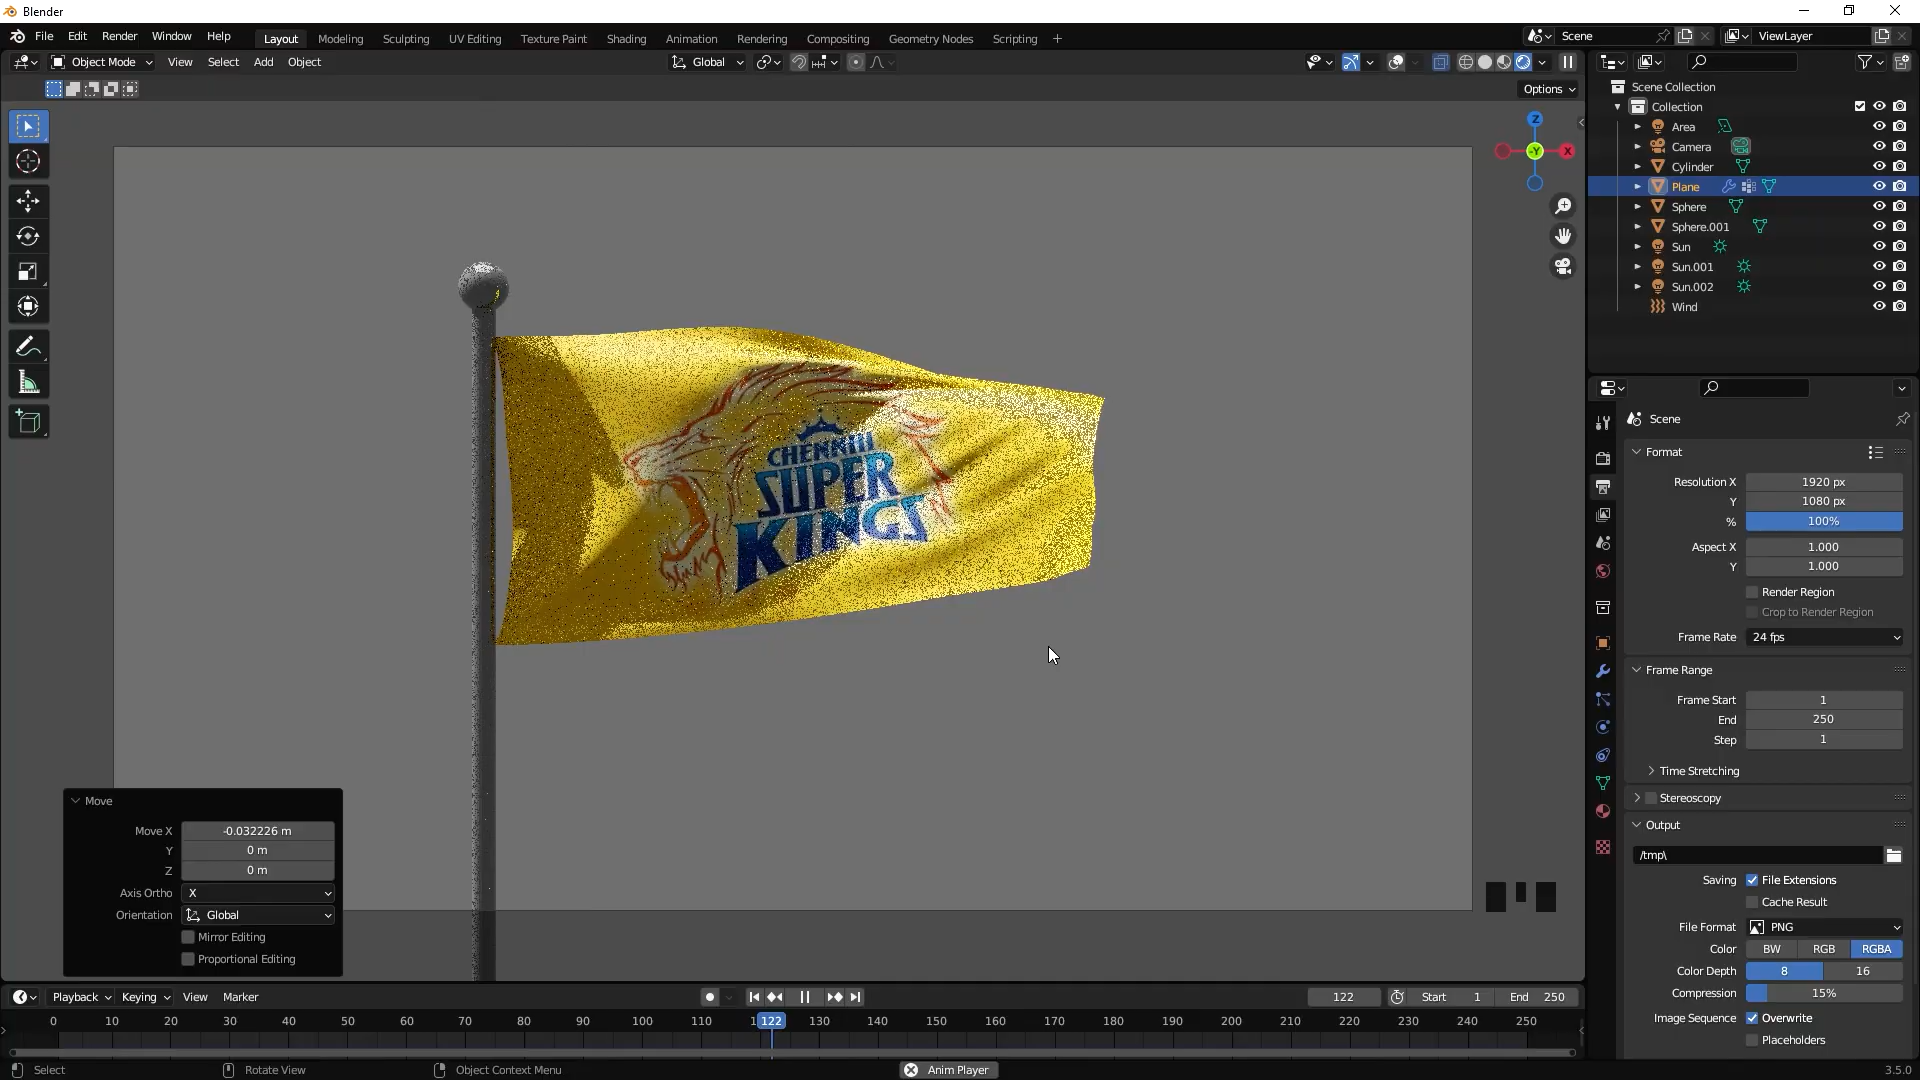 Blender
File Edit Render Window Help
Layout Modeling Sculpting UV Editing Texture Paint Shading Animation Rendering Compositing Geometry Nodes Scripting +
Scene
ViewLayer
Object Mode View Select Add Object
Global
Options
Z
-Y
X
CHENNAI
SUPER
KINGS
Scene Collection
Collection
Area
Camera
Cylinder
Plane
Sphere
Sphere.001
Sun
Sun.001
Sun.002
Wind
Scene
Format
Resolution X 1920 px
Y 1080 px
% 100%
Aspect X 1.000
Y 1.000
Render Region
Crop to Render Region
Frame Rate 24 fps
Frame Range
Frame Start 1
End 250
Step 1
Time Stretching
Stereoscopy
Output
/tmp\
Saving File Extensions
Cache Result
File Format PNG
Color BW RGB RGBA
Color Depth 8 16
Compression 15%
Image Sequence Overwrite
Placeholders
Move
Move X -0.032226 m
Y 0 m
Z 0 m
Axis Ortho X
Orientation Global
Mirror Editing
Proportional Editing
Playback Keying View Marker
122 Start 1 End 250
0 10 20 30 40 50 60 70 80 90 100 110 122 130 140 150 160 170 180 190 200 210 220 230 240 250
Select Rotate View Object Context Menu Anim Player 3.5.0